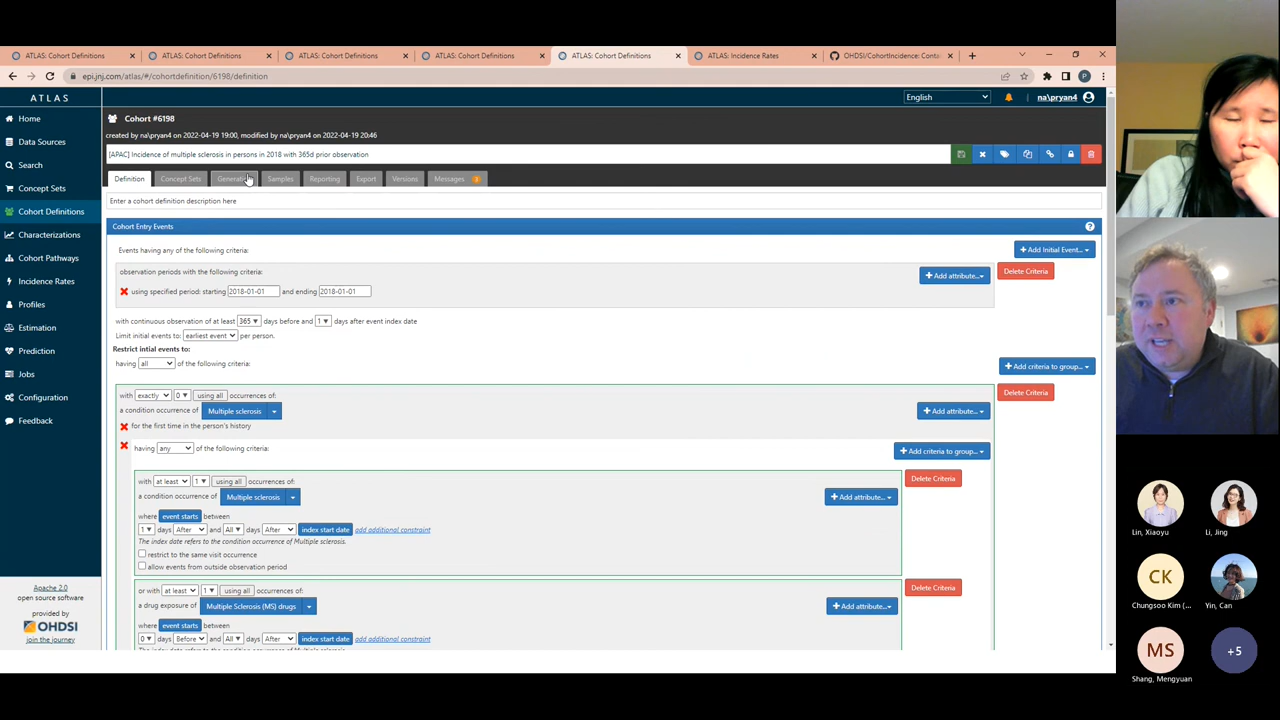 ATLAS: Cohort Definitions
ATLAS: Cohort Definitions
ATLAS: Cohort Definitions
ATLAS: Cohort Definitions
ATLAS: Cohort Definitions
ATLAS: Incidence Rates
OHDSI/CohortIncidence: Conta
epi.jnj.com/atlas/#/cohortdefinition/6198/definition
P
ATLAS
English
na\pryan4
Home
Data Sources
Search
Concept Sets
Cohort Definitions
Characterizations
Cohort Pathways
Incidence Rates
Profiles
Estimation
Prediction
Jobs
Configuration
Feedback
Apache 2.0
open source software
provided by
OHDSI
join the journey
Cohort #6198
created by na\pryan4 on 2022-04-19 19:00, modified by na\pryan4 on 2022-04-19 20:46
[APAC] Incidence of multiple sclerosis in persons in 2018 with 365d prior observation
Definition
Concept Sets
Generation
Samples
Reporting
Export
Versions
Messages
Enter a cohort definition description here
Cohort Entry Events
Events having any of the following criteria:
Add Initial Event...
observation periods with the following criteria:
Add attribute...
Delete Criteria
using specified period: starting 2018-01-01 and ending 2018-01-01
with continuous observation of at least 365 days before and 1 days after event index date
Limit initial events to: earliest event per person.
Restrict intial events to:
having all of the following criteria:
Add criteria to group...
with exactly 0 using all occurrences of:
Delete Criteria
a condition occurrence of Multiple sclerosis
Add attribute...
for the first time in the person's history
having any of the following criteria:
Add criteria to group...
with at least 1 using all occurrences of:
Delete Criteria
a condition occurrence of Multiple sclerosis
Add attribute...
where event starts between
1 days After and All days After index start date add additional constraint
The index date refers to the condition occurrence of Multiple sclerosis.
restrict to the same visit occurrence
allow events from outside observation period
or with at least 1 using all occurrences of:
Delete Criteria
a drug exposure of Multiple Sclerosis (MS) drugs
Add attribute...
where event starts between
0 days Before and All days After index start date add additional constraint
The index date refers to the condition occurrence of Multiple sclerosis.
Lin, Xiaoyu
Li, Jing
CK
Chungsoo Kim (...
Yin, Can
MS
Shang, Mengyuan
+5